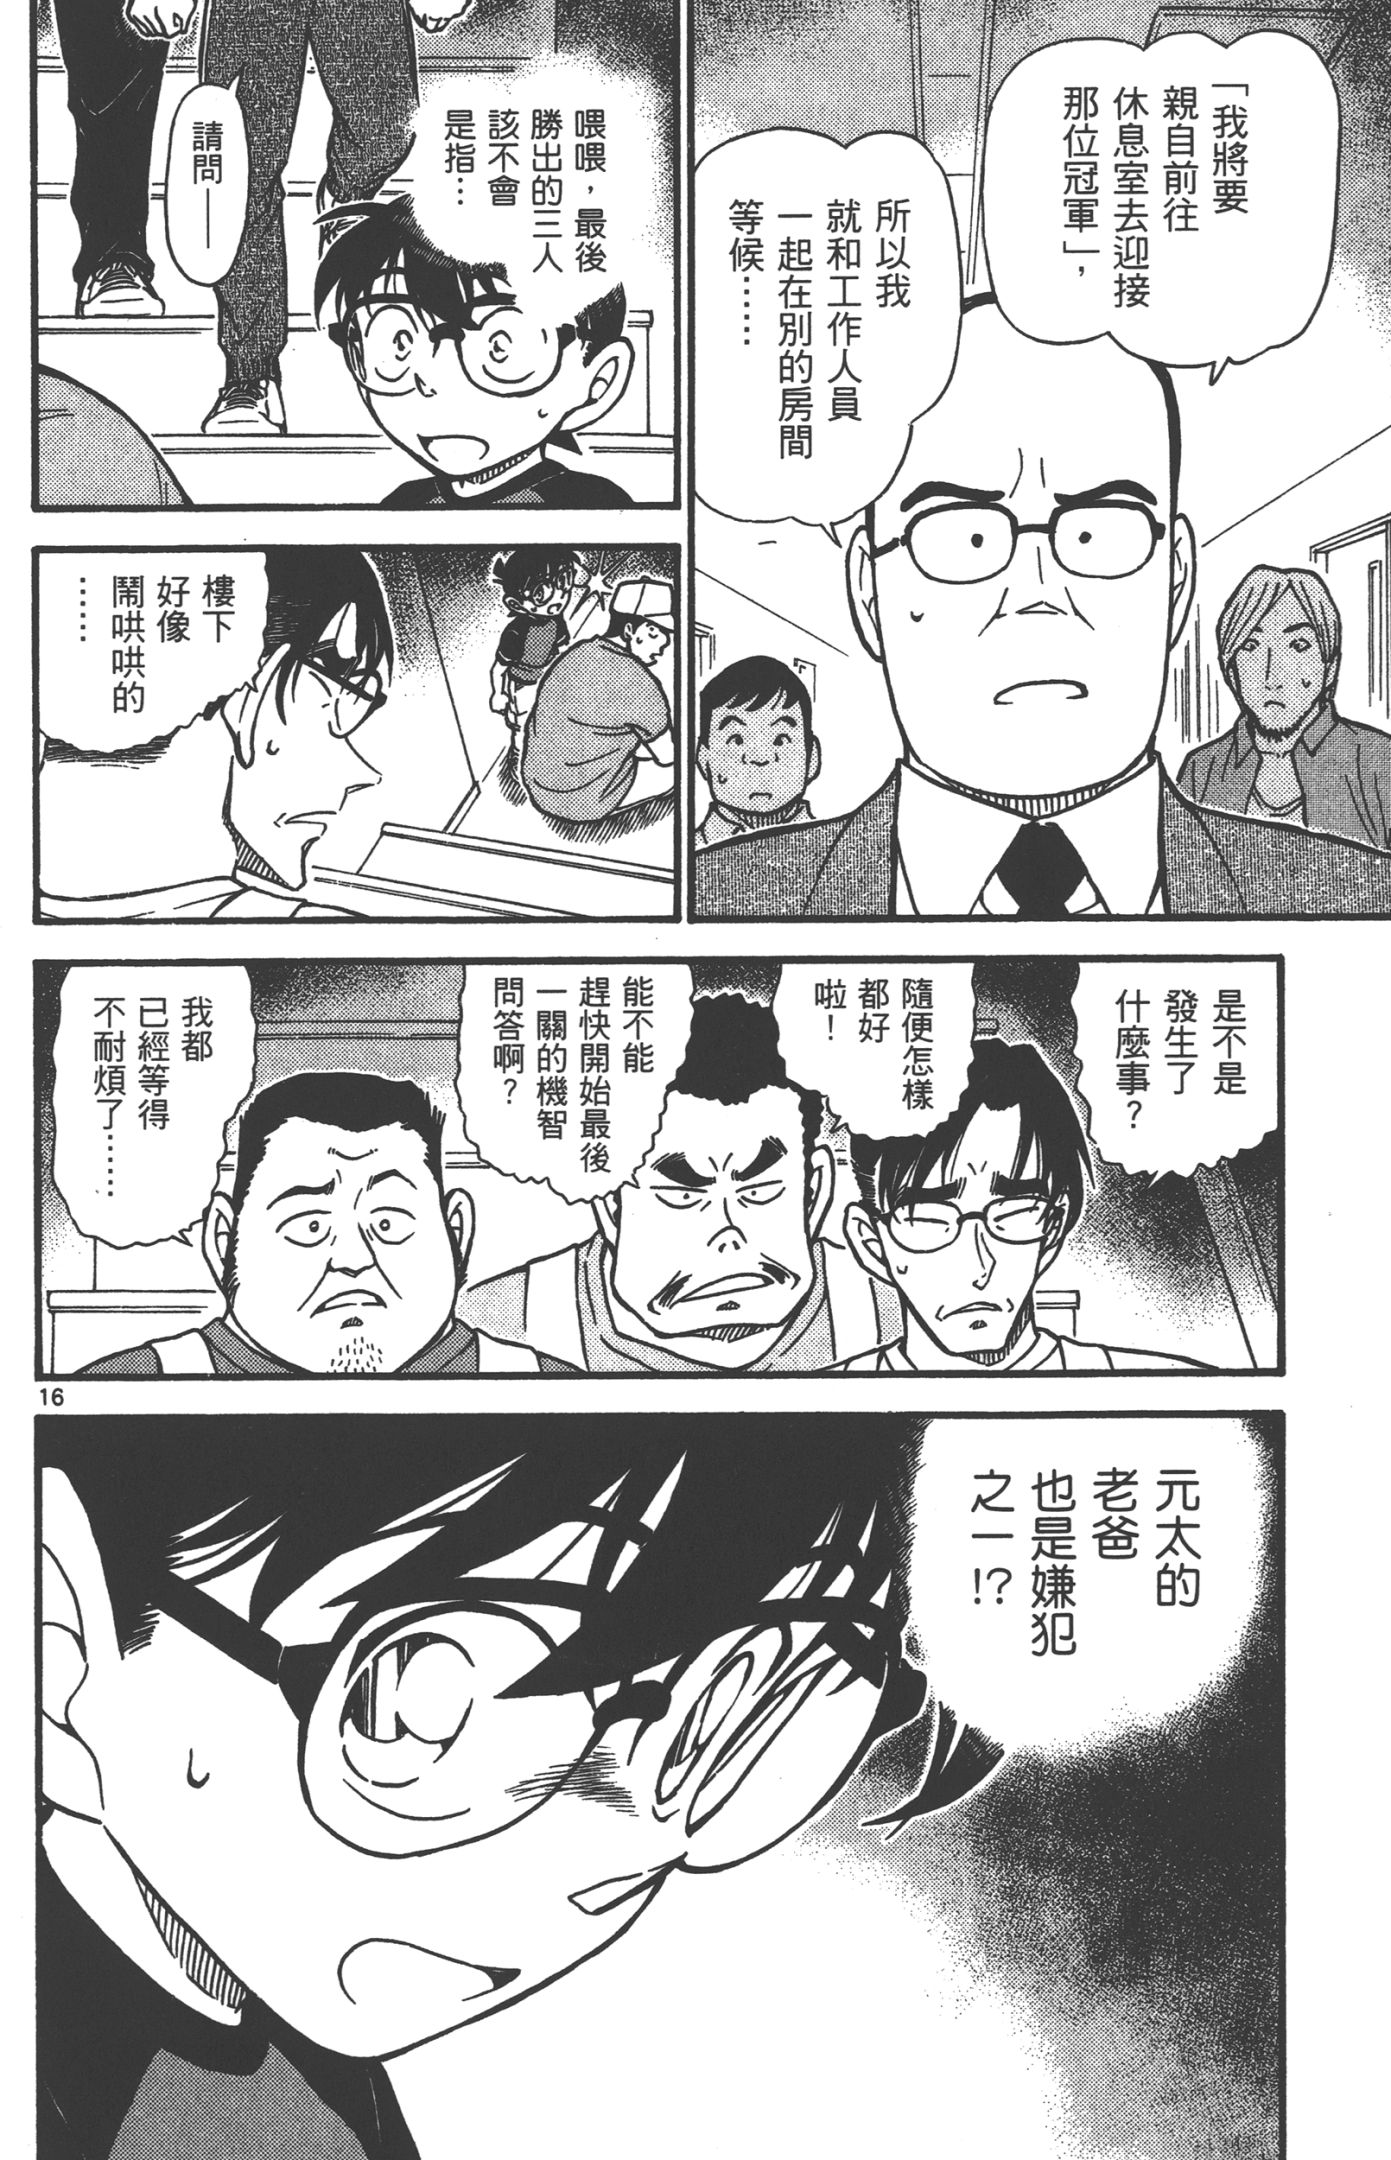 「我將要
親自前往
休息室去迎接
那位冠軍」，
所以我
就和工作人員
一起在別的房間
等候……
喂喂，最後
勝出的三人
該不會
是指…
請問──
樓下
好像
鬧哄哄的
……
是不是
發生了
什麼事？
隨便怎樣
都好
啦！
能不能
趕快開始最後
一關的機智
問答啊？
我都
已經等得
不耐煩了……
16
元太的
老爸
也是嫌犯
之一!?